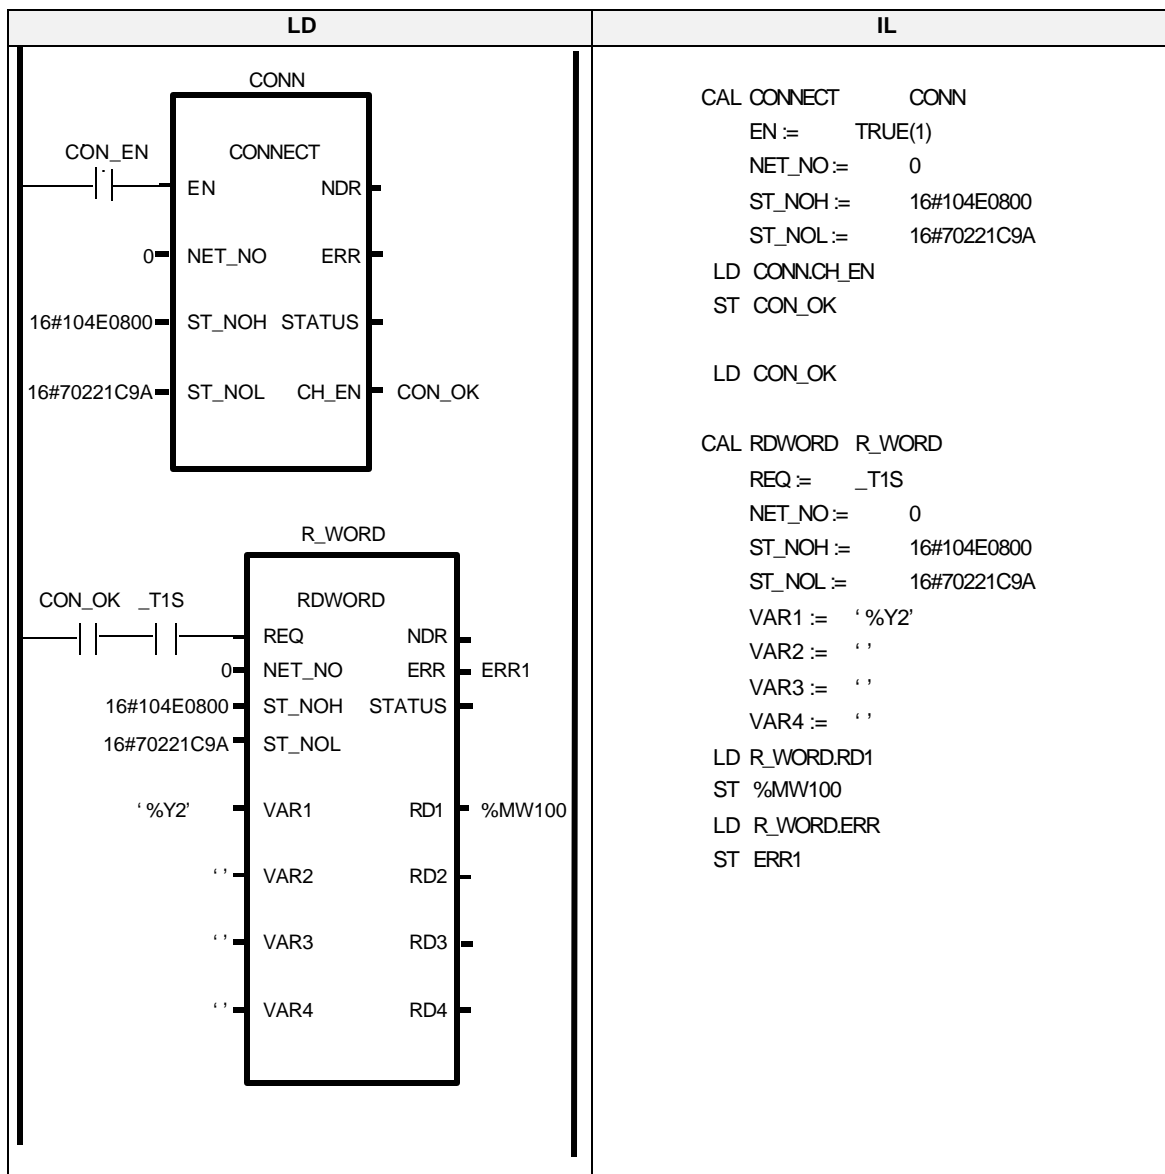 LD IL
CONN
CON_EN CONNECT
EN NDR
0 NET_NO ERR
16#104E0800 ST_NOH STATUS
16#70221C9A ST_NOL CH_EN CON_OK
R_WORD
CON_OK _T1S RDWORD
REQ NDR
0 NET_NO ERR ERR1
16#104E0800 ST_NOH STATUS
16#70221C9A ST_NOL
‘ %Y2’ VAR1 RD1 %MW100
‘ ’ VAR2 RD2
‘ ’ VAR3 RD3
‘ ’ VAR4 RD4
CAL CONNECT CONN
EN := TRUE(1)
NET_NO := 0
ST_NOH := 16#104E0800
ST_NOL := 16#70221C9A
LD CONN.CH_EN
ST CON_OK
LD CON_OK
CAL RDWORD R_WORD
REQ := _T1S
NET_NO := 0
ST_NOH := 16#104E0800
ST_NOL := 16#70221C9A
VAR1 := ‘ %Y2’
VAR2 := ‘ ’
VAR3 := ‘ ’
VAR4 := ‘ ’
LD R_WORD.RD1
ST %MW100
LD R_WORD.ERR
ST ERR1